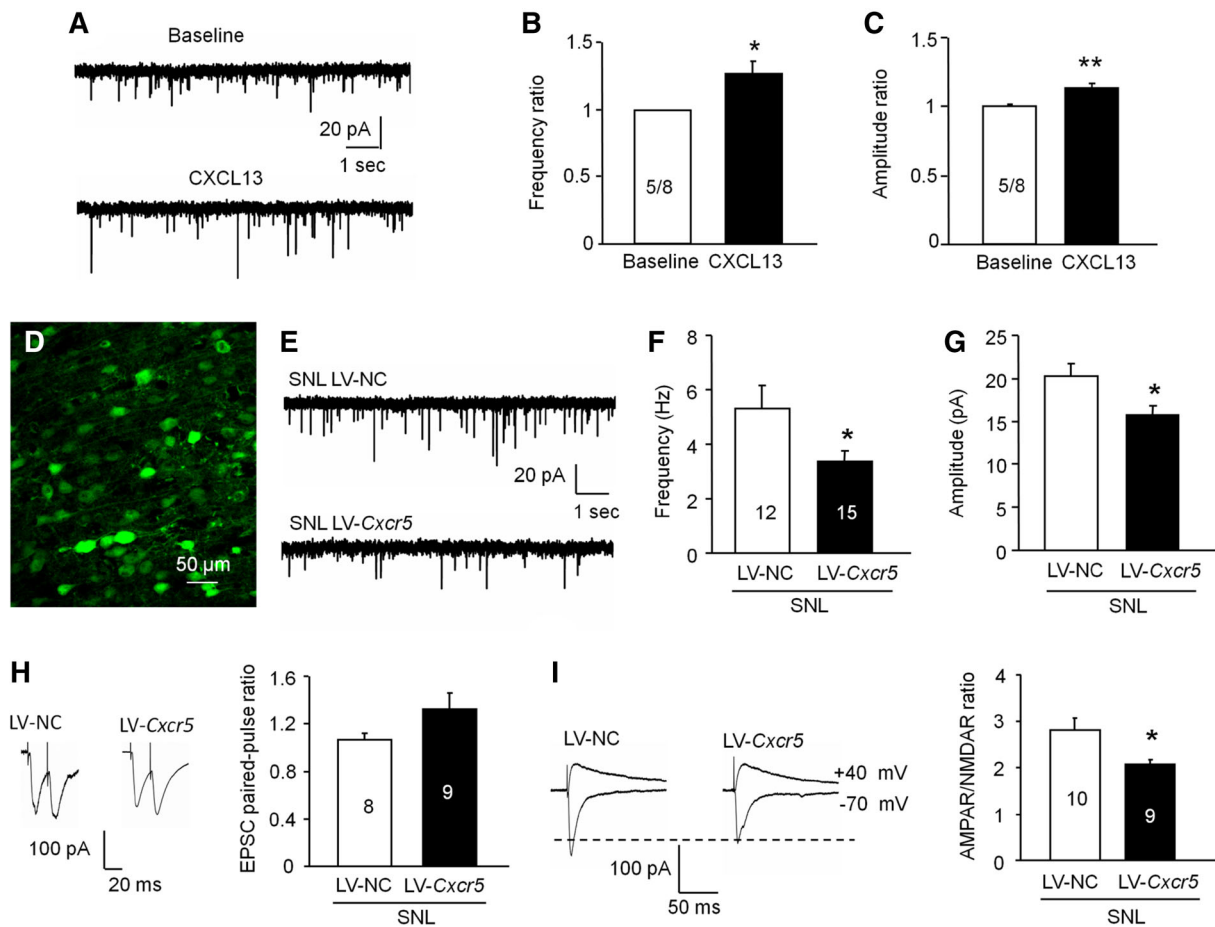 A
Baseline
20 pA
1 sec
CXCL13
B
Frequency ratio
1.5
1
0.5
0
*
5/8
Baseline CXCL13
C
Amplitude ratio
1.5
1
0.5
0
**
5/8
Baseline CXCL13
D
50 µm
E
SNL LV-NC
20 pA
1 sec
SNL LV-Cxcr5
F
Frequency (Hz)
8
6
4
2
0
*
12
15
LV-NC LV-Cxcr5
SNL
G
Amplitude (pA)
25
20
15
10
5
0
*
LV-NC LV-Cxcr5
SNL
H
LV-NC
LV-Cxcr5
100 pA
20 ms
EPSC paired-pulse ratio
1.6
1.2
0.8
0.4
0
8
9
LV-NC LV-Cxcr5
SNL
I
LV-NC
LV-Cxcr5
+40 mV
-70 mV
100 pA
50 ms
AMPAR/NMDAR ratio
4
3
2
1
0
*
10
9
LV-NC LV-Cxcr5
SNL